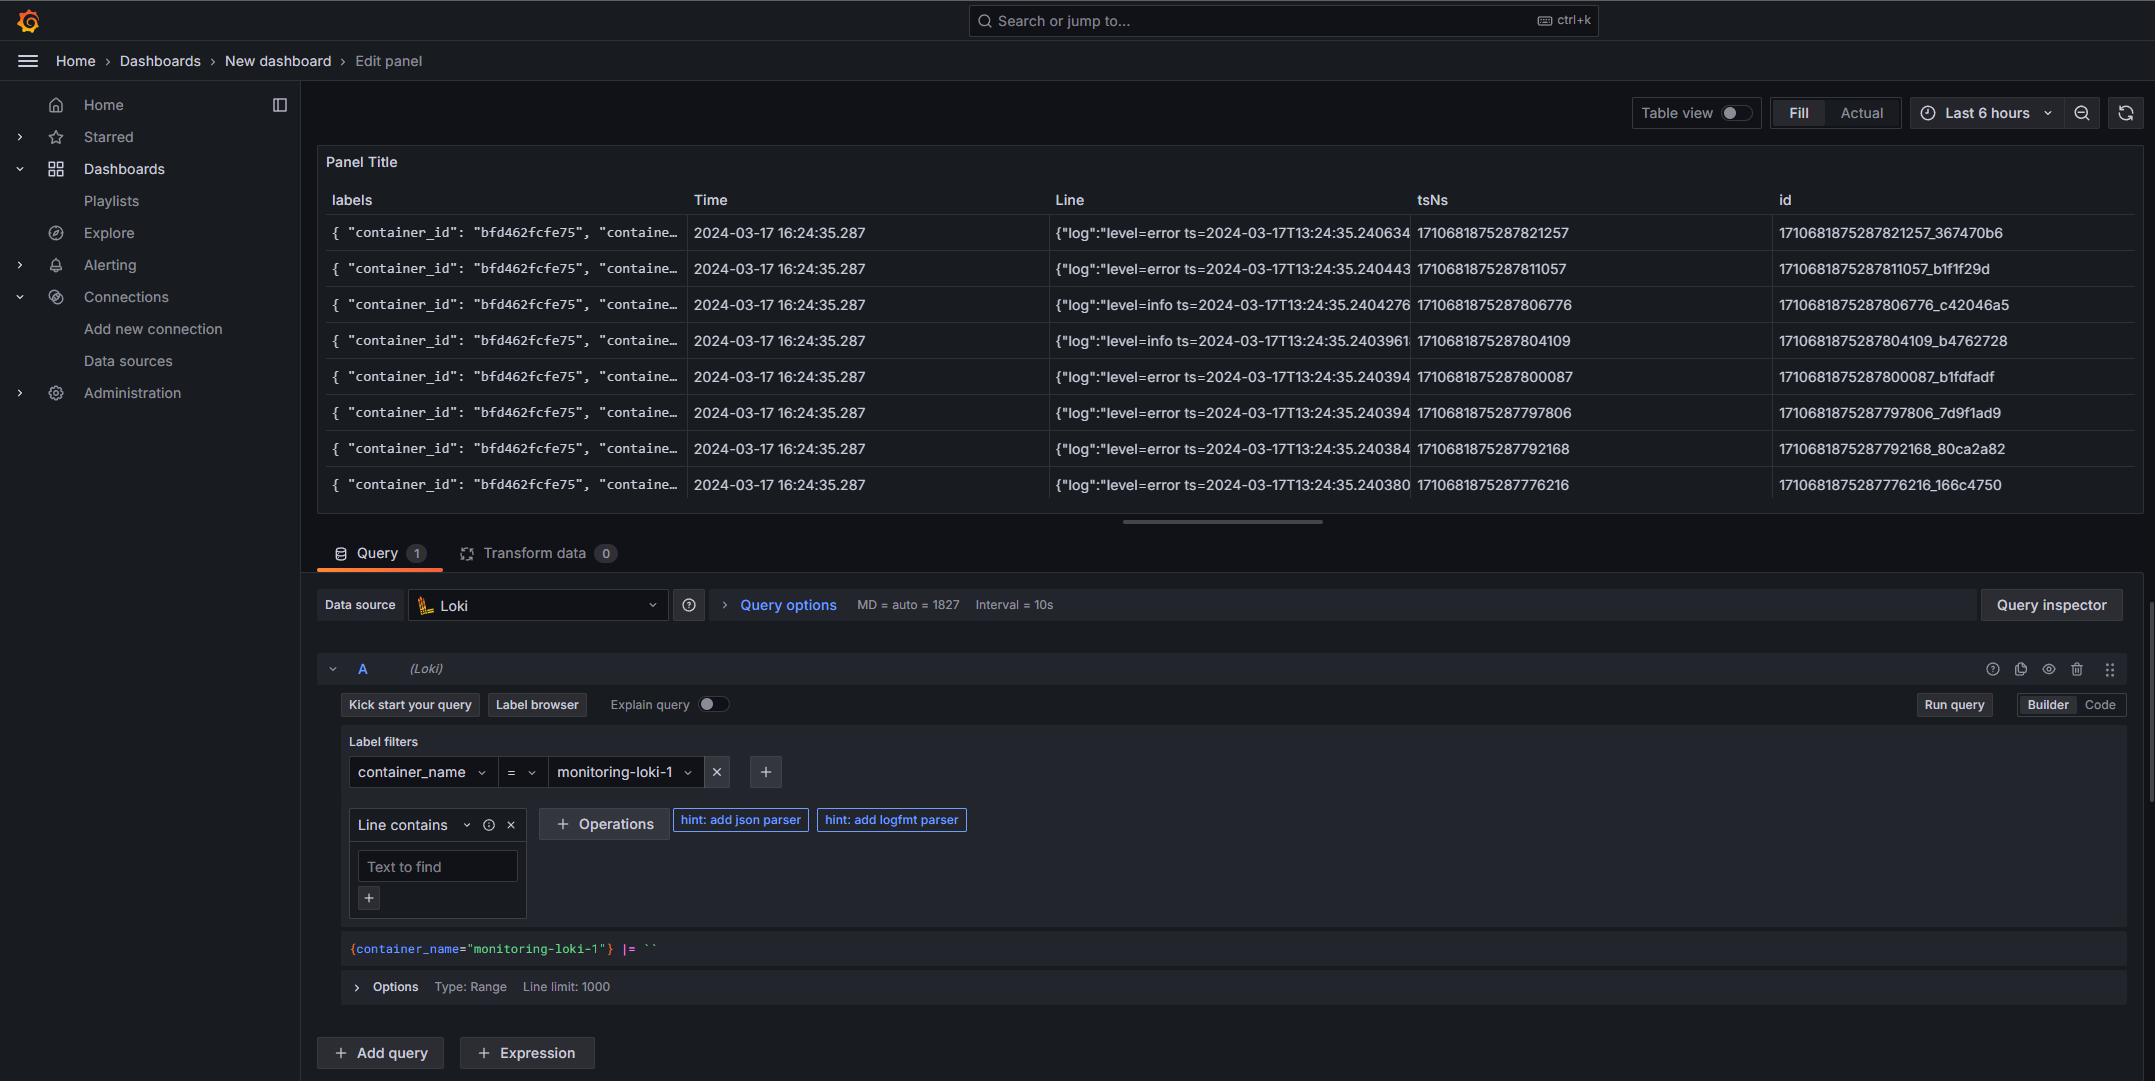 Search or jump to... ctrl+k
Home › Dashboards › New dashboard › Edit panel
Home
Starred
Dashboards
Playlists
Explore
Alerting
Connections
Add new connection
Data sources
Administration
Table view Fill Actual Last 6 hours
Panel Title
labels Time Line tsNs id
{ "container_id": "bfd462fcfe75", "containe… 2024-03-17 16:24:35.287 {"log":"level=error ts=2024-03-17T13:24:35.240634 1710681875287821257 1710681875287821257_367470b6
{ "container_id": "bfd462fcfe75", "containe… 2024-03-17 16:24:35.287 {"log":"level=error ts=2024-03-17T13:24:35.240443 1710681875287811057 1710681875287811057_b1f1f29d
{ "container_id": "bfd462fcfe75", "containe… 2024-03-17 16:24:35.287 {"log":"level=info ts=2024-03-17T13:24:35.2404276 1710681875287806776 1710681875287806776_c42046a5
{ "container_id": "bfd462fcfe75", "containe… 2024-03-17 16:24:35.287 {"log":"level=info ts=2024-03-17T13:24:35.2403961 1710681875287804109 1710681875287804109_b4762728
{ "container_id": "bfd462fcfe75", "containe… 2024-03-17 16:24:35.287 {"log":"level=error ts=2024-03-17T13:24:35.240394 1710681875287800087 1710681875287800087_b1fdfadf
{ "container_id": "bfd462fcfe75", "containe… 2024-03-17 16:24:35.287 {"log":"level=error ts=2024-03-17T13:24:35.240394 1710681875287797806 1710681875287797806_7d9f1ad9
{ "container_id": "bfd462fcfe75", "containe… 2024-03-17 16:24:35.287 {"log":"level=error ts=2024-03-17T13:24:35.240384 1710681875287792168 1710681875287792168_80ca2a82
{ "container_id": "bfd462fcfe75", "containe… 2024-03-17 16:24:35.287 {"log":"level=error ts=2024-03-17T13:24:35.240380 1710681875287776216 1710681875287776216_166c4750
Query 1 Transform data 0
Data source Loki Query options MD = auto = 1827 Interval = 10s Query inspector
A (Loki)
Kick start your query Label browser Explain query Run query Builder Code
Label filters
container_name = monitoring-loki-1
Line contains + Operations hint: add json parser hint: add logfmt parser
Text to find
+
{container_name="monitoring-loki-1"} |= ``
Options Type: Range Line limit: 1000
+ Add query + Expression